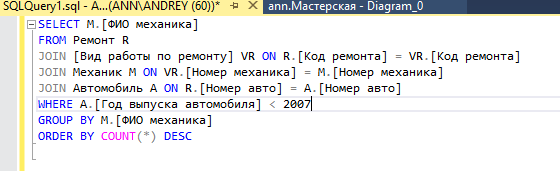 SQLQuery1.sql - A...(ANN\ANDREY (60))* ann.Мастерская - Diagram_0
SELECT M.[ФИО механика]
FROM Ремонт R
JOIN [Вид работы по ремонту] VR ON R.[Код ремонта] = VR.[Код ремонта]
JOIN Механик M ON VR.[Номер механика] = M.[Номер механика]
JOIN Автомобиль A ON R.[Номер авто] = A.[Номер авто]
WHERE A.[Год выпуска автомобиля] < 2007
GROUP BY M.[ФИО механика]
ORDER BY COUNT(*) DESC